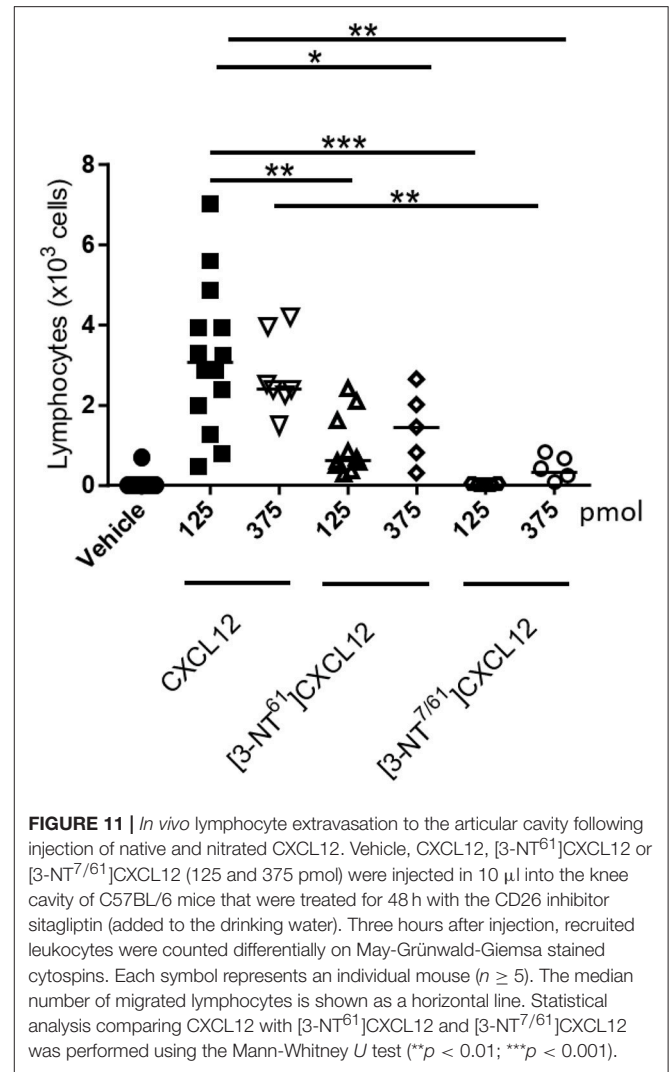 **
*
***
**
**
8
6
4
2
0
Lymphocytes (x10³ cells)
Vehicle
125
375
125
375
125
375
pmol
CXCL12
[3-NT⁶¹]CXCL12
[3-NT⁷/⁶¹]CXCL12
FIGURE 11 | In vivo lymphocyte extravasation to the articular cavity following
injection of native and nitrated CXCL12. Vehicle, CXCL12, [3-NT⁶¹]CXCL12 or
[3-NT⁷/⁶¹]CXCL12 (125 and 375 pmol) were injected in 10 μl into the knee
cavity of C57BL/6 mice that were treated for 48 h with the CD26 inhibitor
sitagliptin (added to the drinking water). Three hours after injection, recruited
leukocytes were counted differentially on May-Grünwald-Giemsa stained
cytospins. Each symbol represents an individual mouse (n ≥ 5). The median
number of migrated lymphocytes is shown as a horizontal line. Statistical
analysis comparing CXCL12 with [3-NT⁶¹]CXCL12 and [3-NT⁷/⁶¹]CXCL12
was performed using the Mann-Whitney U test (**p < 0.01; ***p < 0.001).